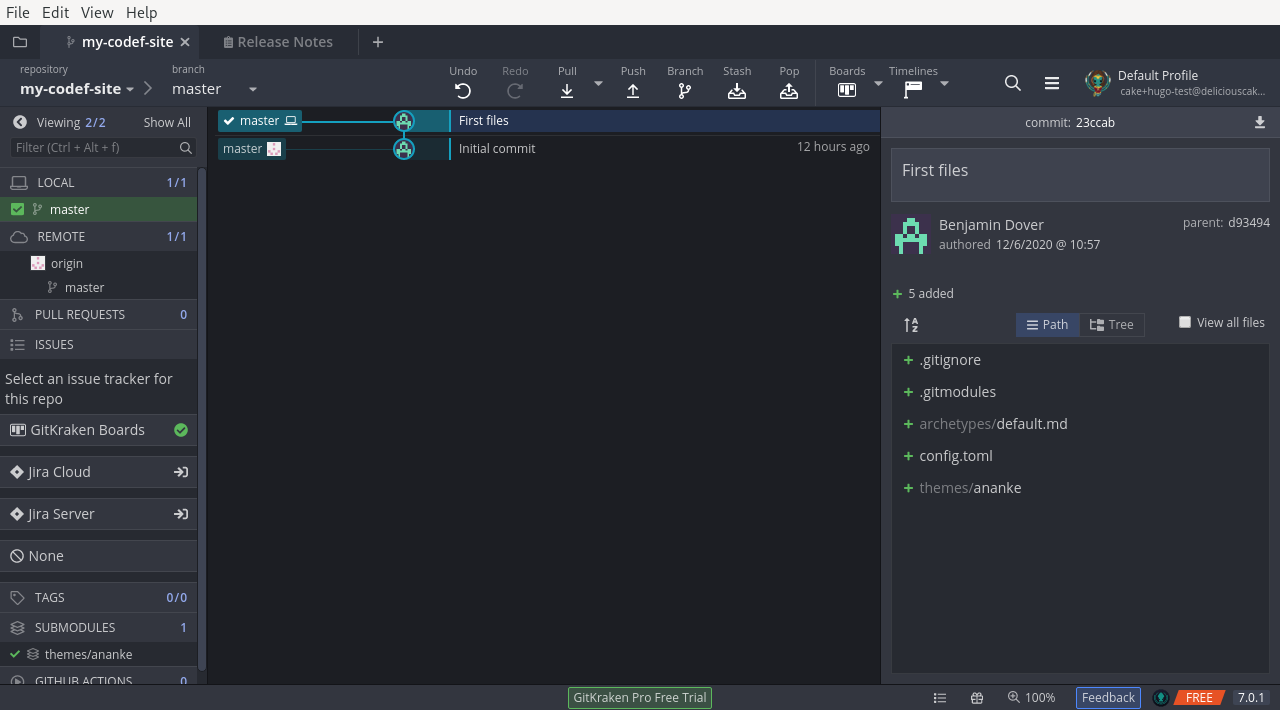 File Edit View Help
my-codef-site
Release Notes
repository
my-codef-site
branch
master
Undo
Redo
Pull
Push
Branch
Stash
Pop
Boards
Timelines
Default Profile
cake+hugo-test@deliciouscak...
Viewing 2/2
Show All
Filter (Ctrl + Alt + f)
LOCAL 1/1
master
REMOTE 1/1
origin
master
PULL REQUESTS 0
ISSUES
Select an issue tracker for
this repo
GitKraken Boards
Jira Cloud
Jira Server
None
TAGS 0/0
SUBMODULES 1
themes/ananke
GITHUB ACTIONS 0
master First files
master Initial commit 12 hours ago
commit: 23ccab
First files
Benjamin Dover
parent: d93494
authored 12/6/2020 @ 10:57
+ 5 added
Path Tree
View all files
+ .gitignore
+ .gitmodules
+ archetypes/default.md
+ config.toml
+ themes/ananke
GitKraken Pro Free Trial
100%
Feedback
FREE
7.0.1